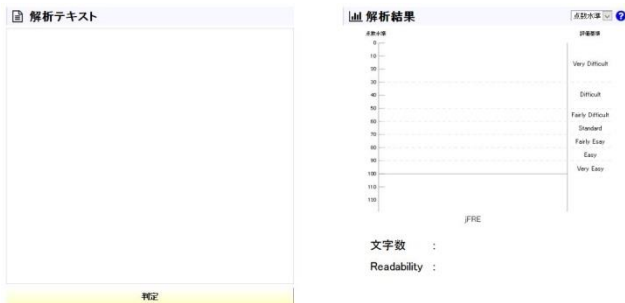 解析テキスト
判定
解析結果
点数水準
点数水準
評価基準
0
10
20
30
40
50
60
70
80
90
100
110
Very Difficult
Difficult
Fairly Difficult
Standard
Fairly Easy
Easy
Very Easy
jFRE
文字数 :
Readability :